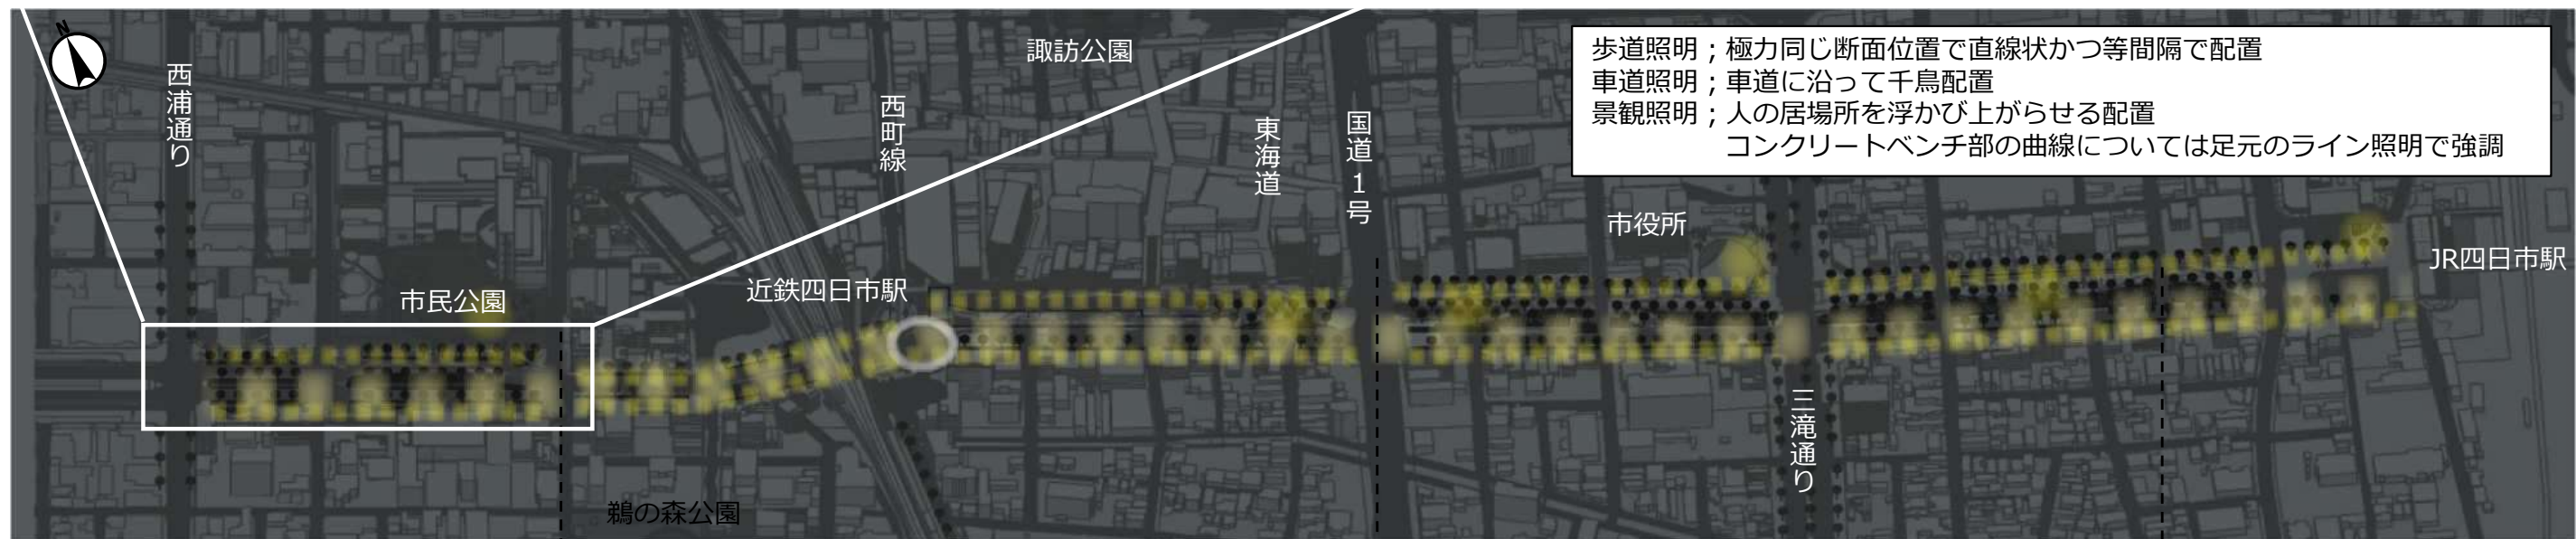 N
西浦通り
諏訪公園
西町線
東海道
国道1号
歩道照明；極力同じ断面位置で直線状かつ等間隔で配置
車道照明；車道に沿って千鳥配置
景観照明；人の居場所を浮かび上がらせる配置
コンクリートベンチ部の曲線については足元のライン照明で強調
市役所
JR四日市駅
近鉄四日市駅
市民公園
三滝通り
鵜の森公園